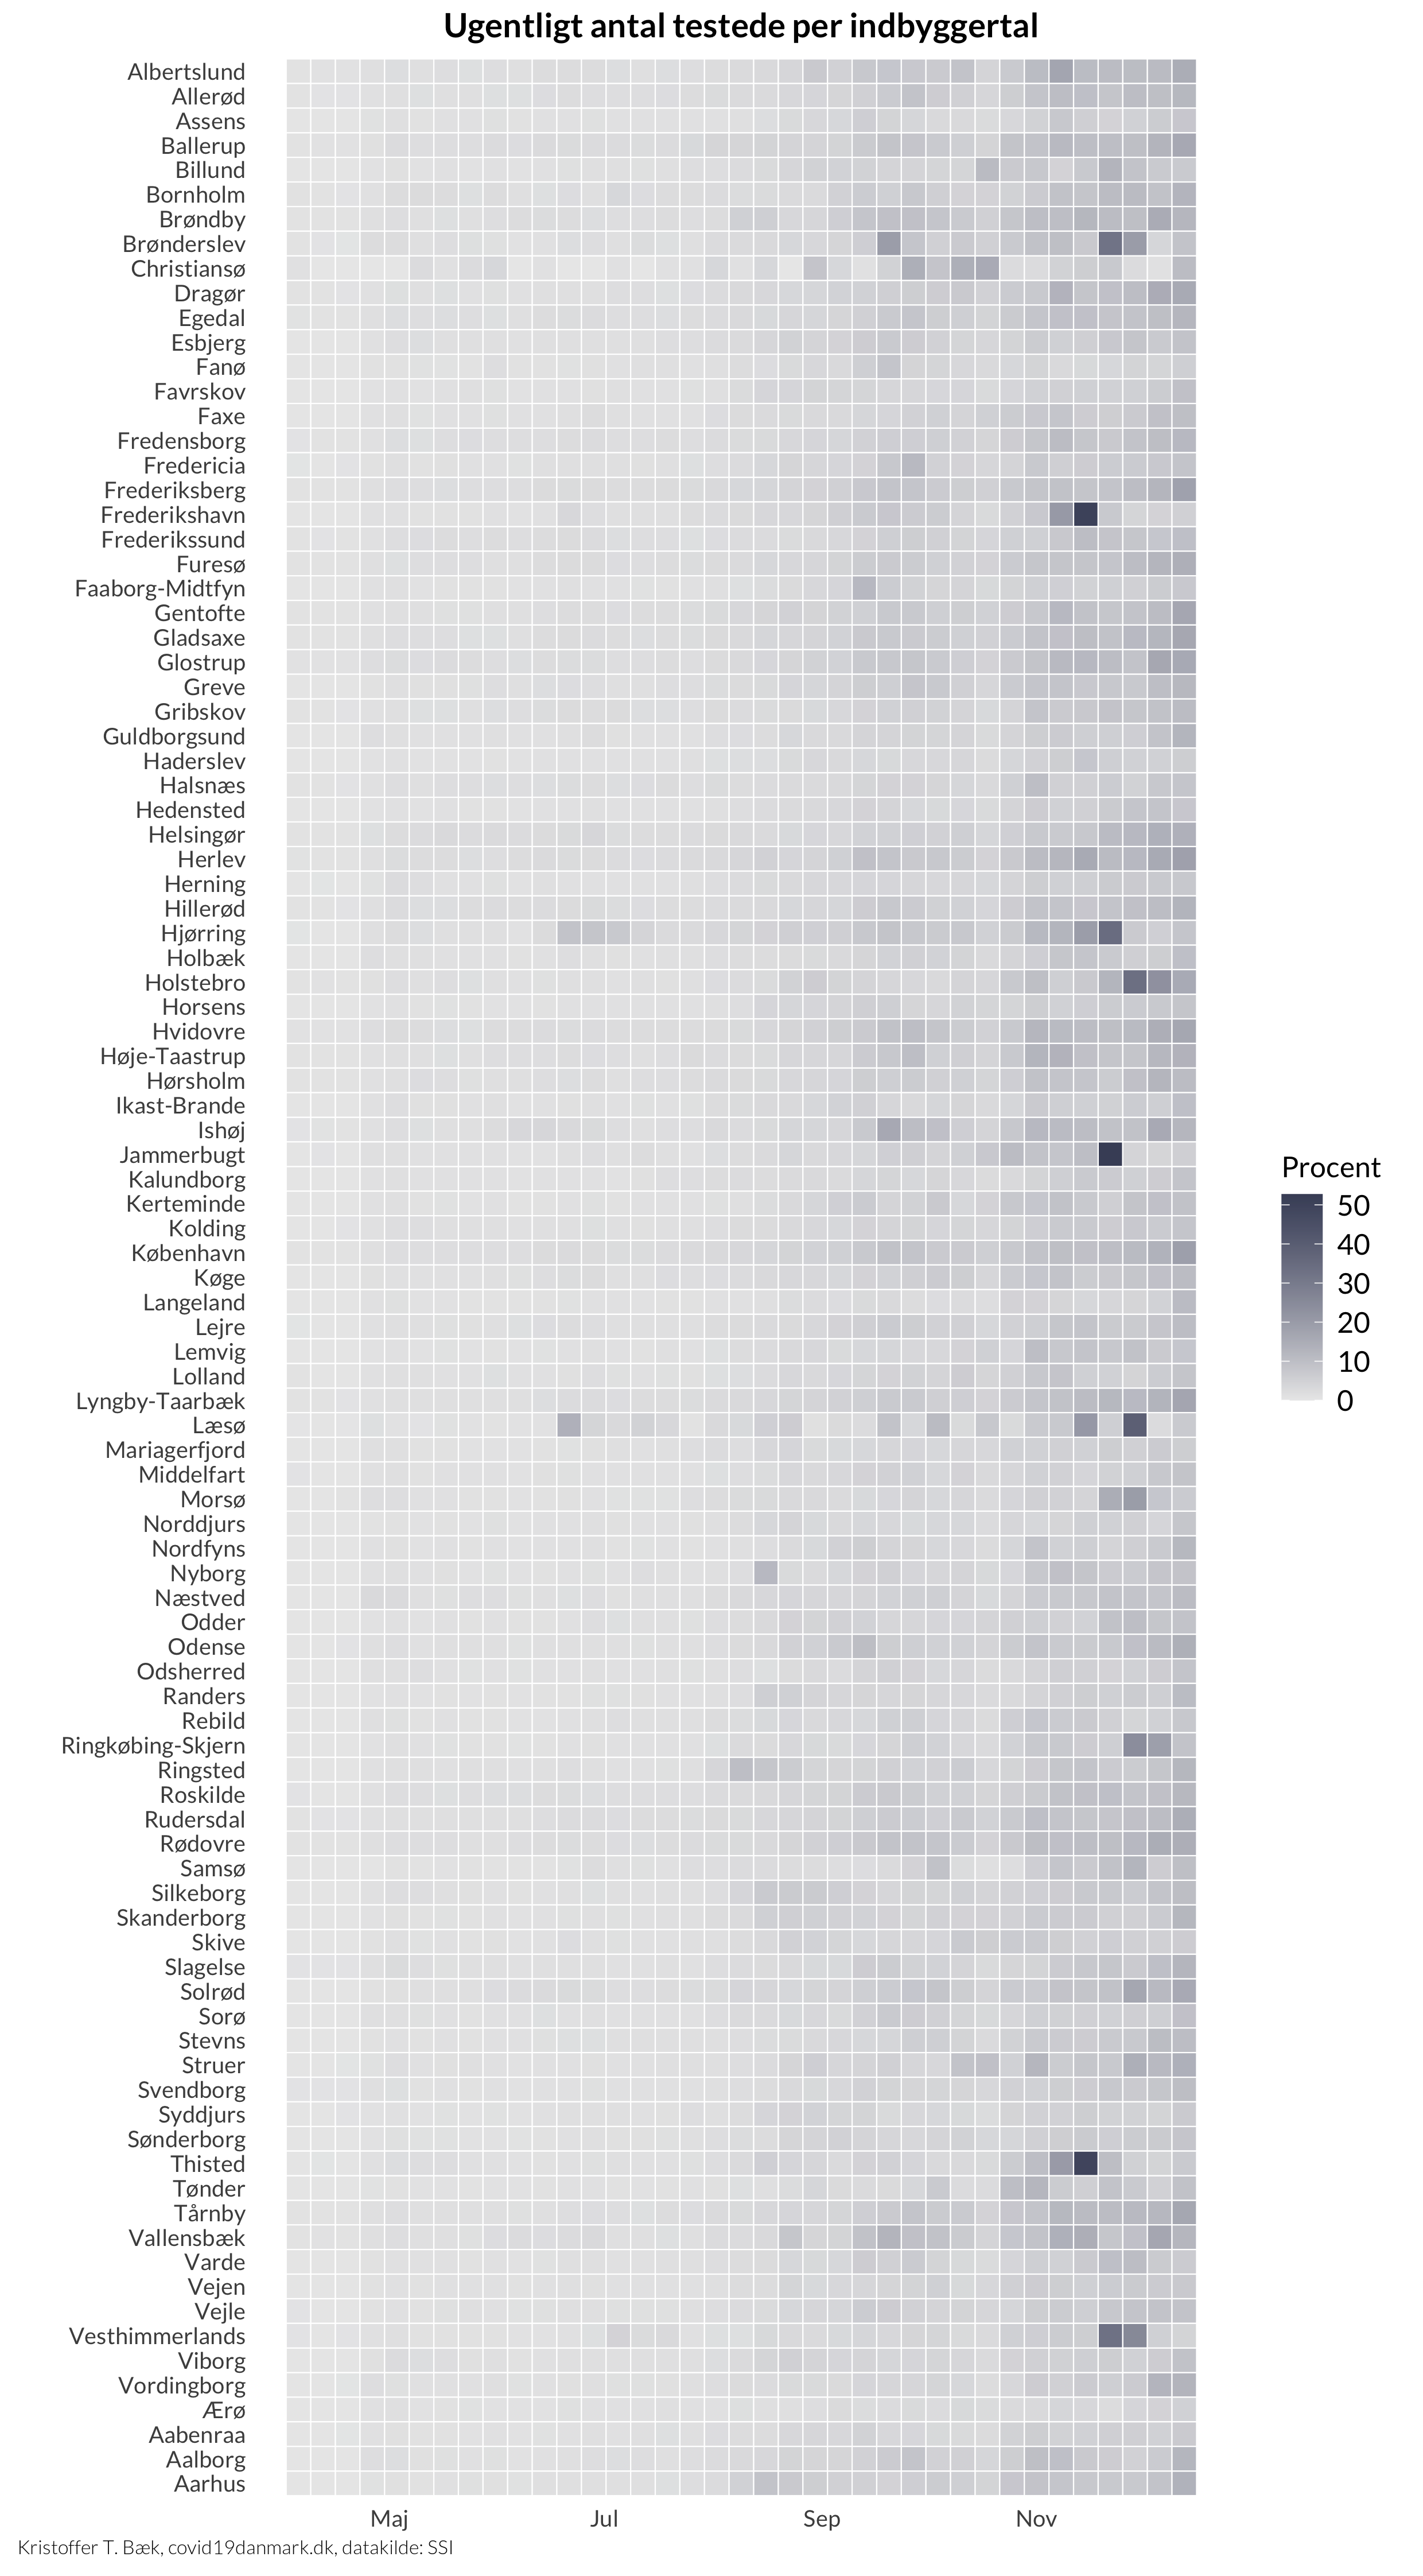 Ugentligt antal testede per indbyggertal
Albertslund
Allerød
Assens
Ballerup
Billund
Bornholm
Brøndby
Brønderslev
Christiansø
Dragør
Egedal
Esbjerg
Fanø
Favrskov
Faxe
Fredensborg
Fredericia
Frederiksberg
Frederikshavn
Frederikssund
Furesø
Faaborg-Midtfyn
Gentofte
Gladsaxe
Glostrup
Greve
Gribskov
Guldborgsund
Haderslev
Halsnæs
Hedensted
Helsingør
Herlev
Herning
Hillerød
Hjørring
Holbæk
Holstebro
Horsens
Hvidovre
Høje-Taastrup
Hørsholm
Ikast-Brande
Ishøj
Jammerbugt
Kalundborg
Kerteminde
Kolding
København
Køge
Langeland
Lejre
Lemvig
Lolland
Lyngby-Taarbæk
Læsø
Mariagerfjord
Middelfart
Morsø
Norddjurs
Nordfyns
Nyborg
Næstved
Odder
Odense
Odsherred
Randers
Rebild
Ringkøbing-Skjern
Ringsted
Roskilde
Rudersdal
Rødovre
Samsø
Silkeborg
Skanderborg
Skive
Slagelse
Solrød
Sorø
Stevns
Struer
Svendborg
Syddjurs
Sønderborg
Thisted
Tønder
Tårnby
Vallensbæk
Varde
Vejen
Vejle
Vesthimmerlands
Viborg
Vordingborg
Ærø
Aabenraa
Aalborg
Aarhus
Maj Jul Sep Nov
Procent
50
40
30
20
10
0
Kristoffer T. Bæk, covid19danmark.dk, datakilde: SSI